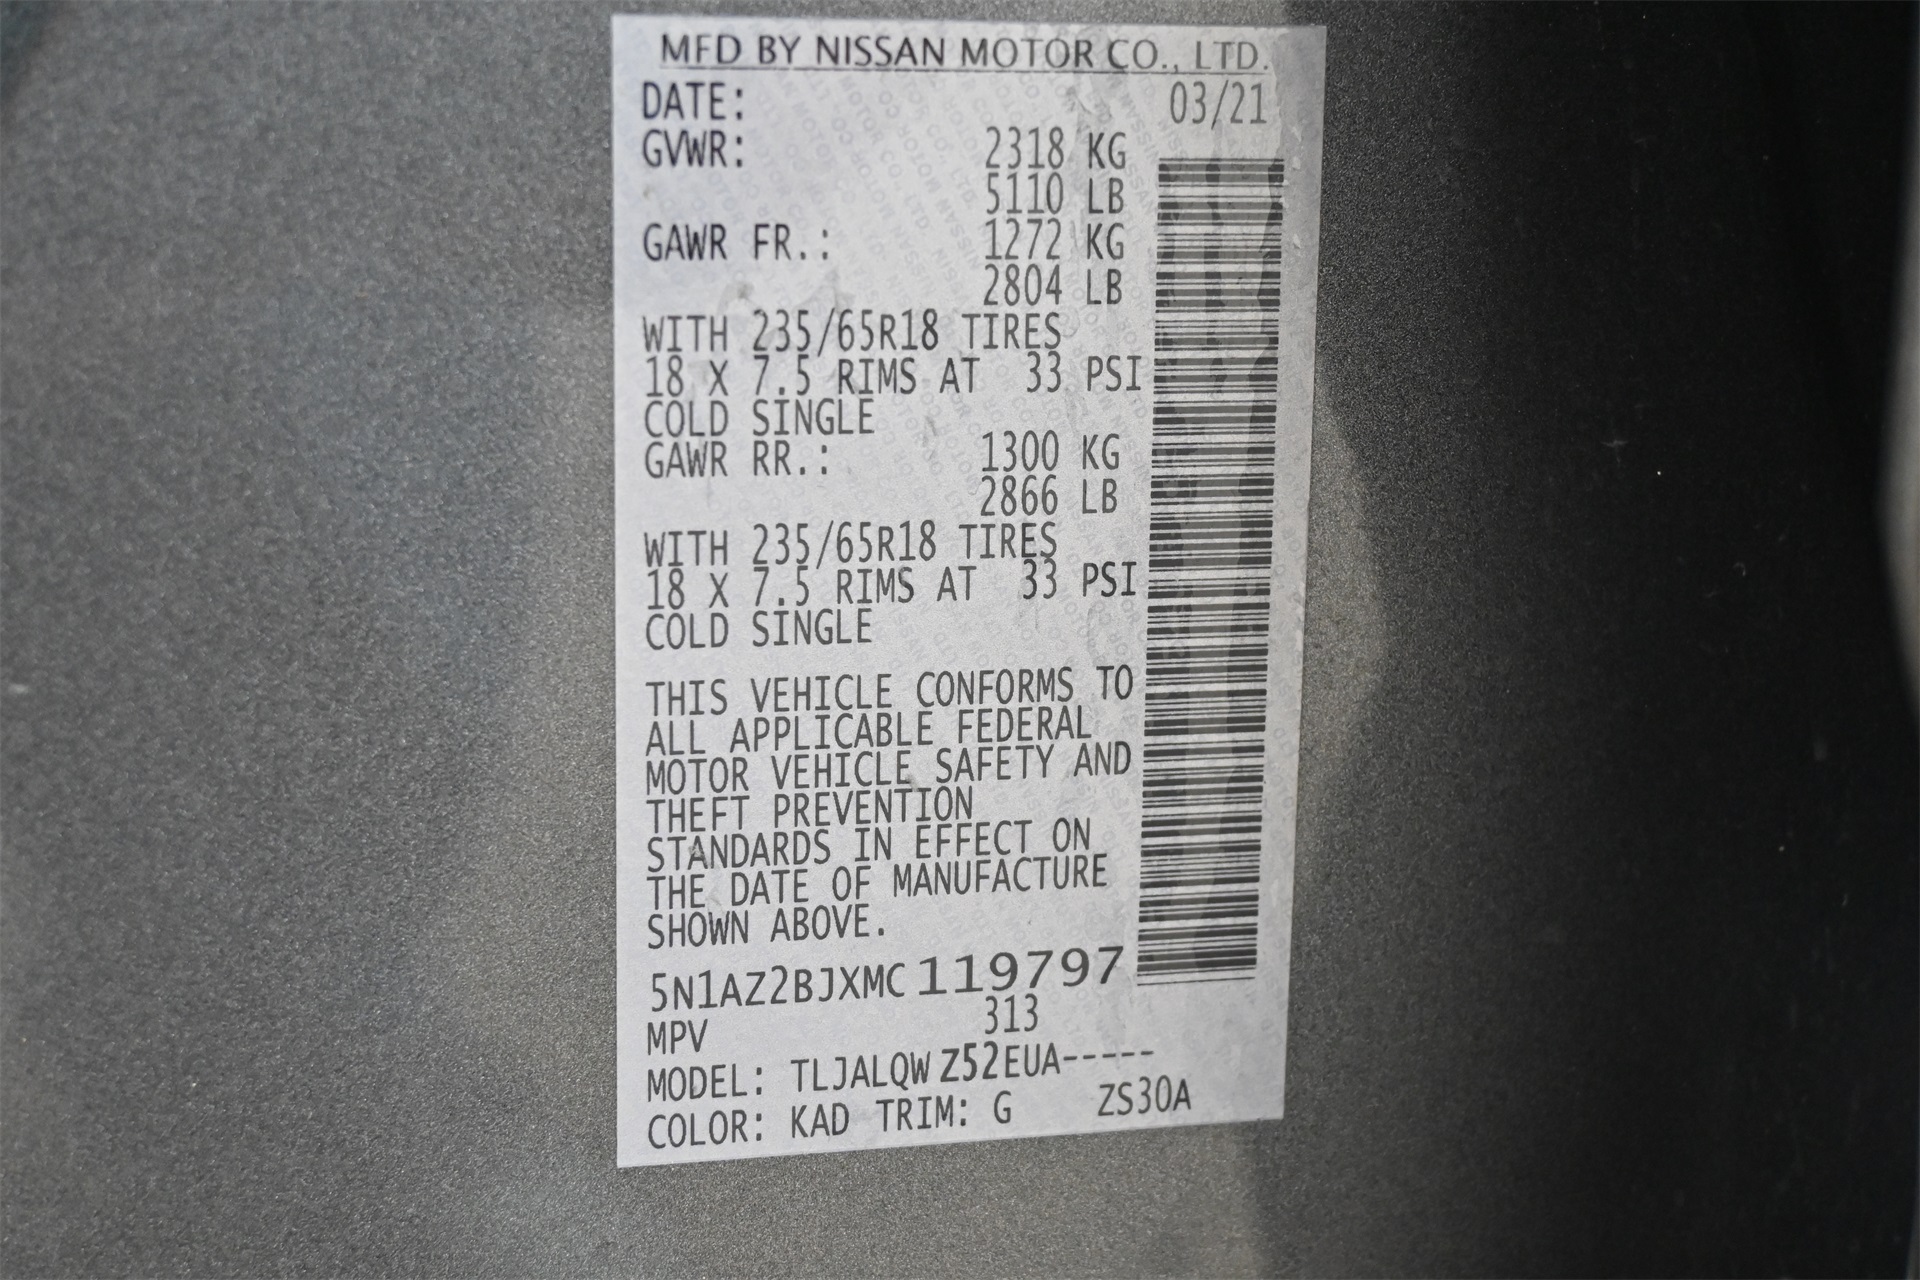 MFD BY NISSAN MOTOR CO., LTD.
DATE: 03/21
GVWR: 2318 KG
5110 LB
GAWR FR.: 1272 KG
2804 LB
WITH 235/65R18 TIRES
18 X 7.5 RIMS AT 33 PSI
COLD SINGLE
GAWR RR.: 1300 KG
2866 LB
WITH 235/65R18 TIRES
18 X 7.5 RIMS AT 33 PSI
COLD SINGLE
THIS VEHICLE CONFORMS TO
ALL APPLICABLE FEDERAL
MOTOR VEHICLE SAFETY AND
THEFT PREVENTION
STANDARDS IN EFFECT ON
THE DATE OF MANUFACTURE
SHOWN ABOVE.
5N1AZ2BJXMC119797
MPV 313
MODEL: TLJALQWZ52EUA-----
COLOR: KAD TRIM: G ZS30A